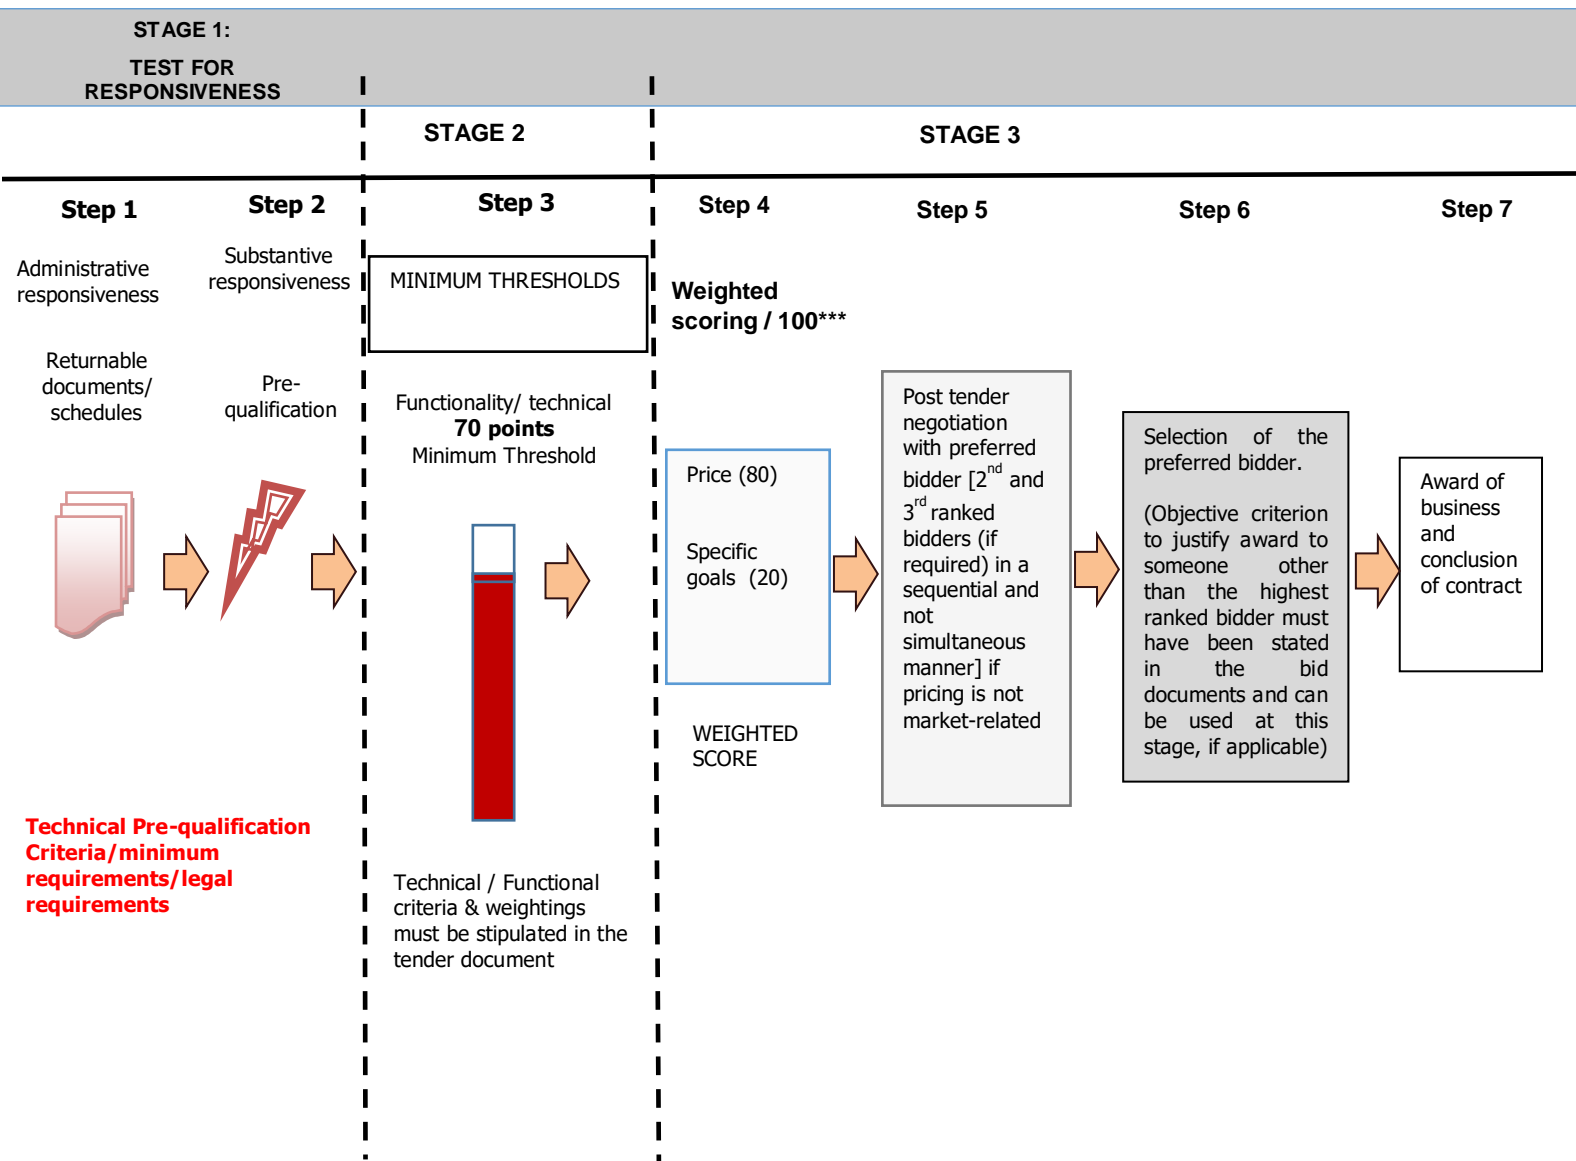 STAGE 1:
TEST FOR
RESPONSIVENESS
STAGE 2
STAGE 3
Step 1
Step 2
Step 3
Step 4
Step 5
Step 6
Step 7
Administrative
responsiveness
Returnable
documents/
schedules
Substantive
responsiveness
Pre-
qualification
Technical Pre-qualification
Criteria/minimum
requirements/legal
requirements
MINIMUM THRESHOLDS
Functionality/ technical
70 points
Minimum Threshold
Technical / Functional
criteria & weightings
must be stipulated in the
tender document
Weighted
scoring / 100***
Price (80)
Specific
goals (20)
WEIGHTED
SCORE
Post tender
negotiation
with preferred
bidder [2nd and
3rd ranked
bidders (if
required) in a
sequential and
not
simultaneous
manner] if
pricing is not
market-related
Selection of the
preferred bidder.
(Objective criterion
to justify award to
someone other
than the highest
ranked bidder must
have been stated
in the bid
documents and can
be used at this
stage, if applicable)
Award of
business
and
conclusion
of contract